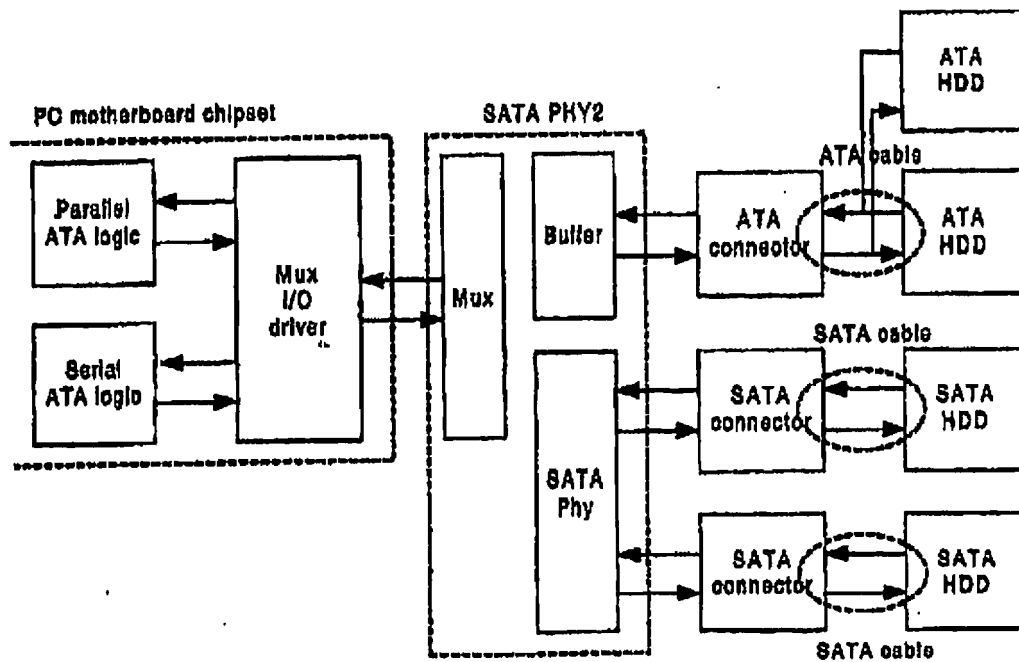 PC motherboard chipset
Parallel
ATA logic
Serial
ATA logic
Mux
I/O
driver
SATA PHY2
Mux
Buffer
SATA
Phy
ATA
connector
SATA
connector
SATA
connector
ATA cable
SATA cable
SATA cable
ATA
HDD
ATA
HDD
SATA
HDD
SATA
HDD